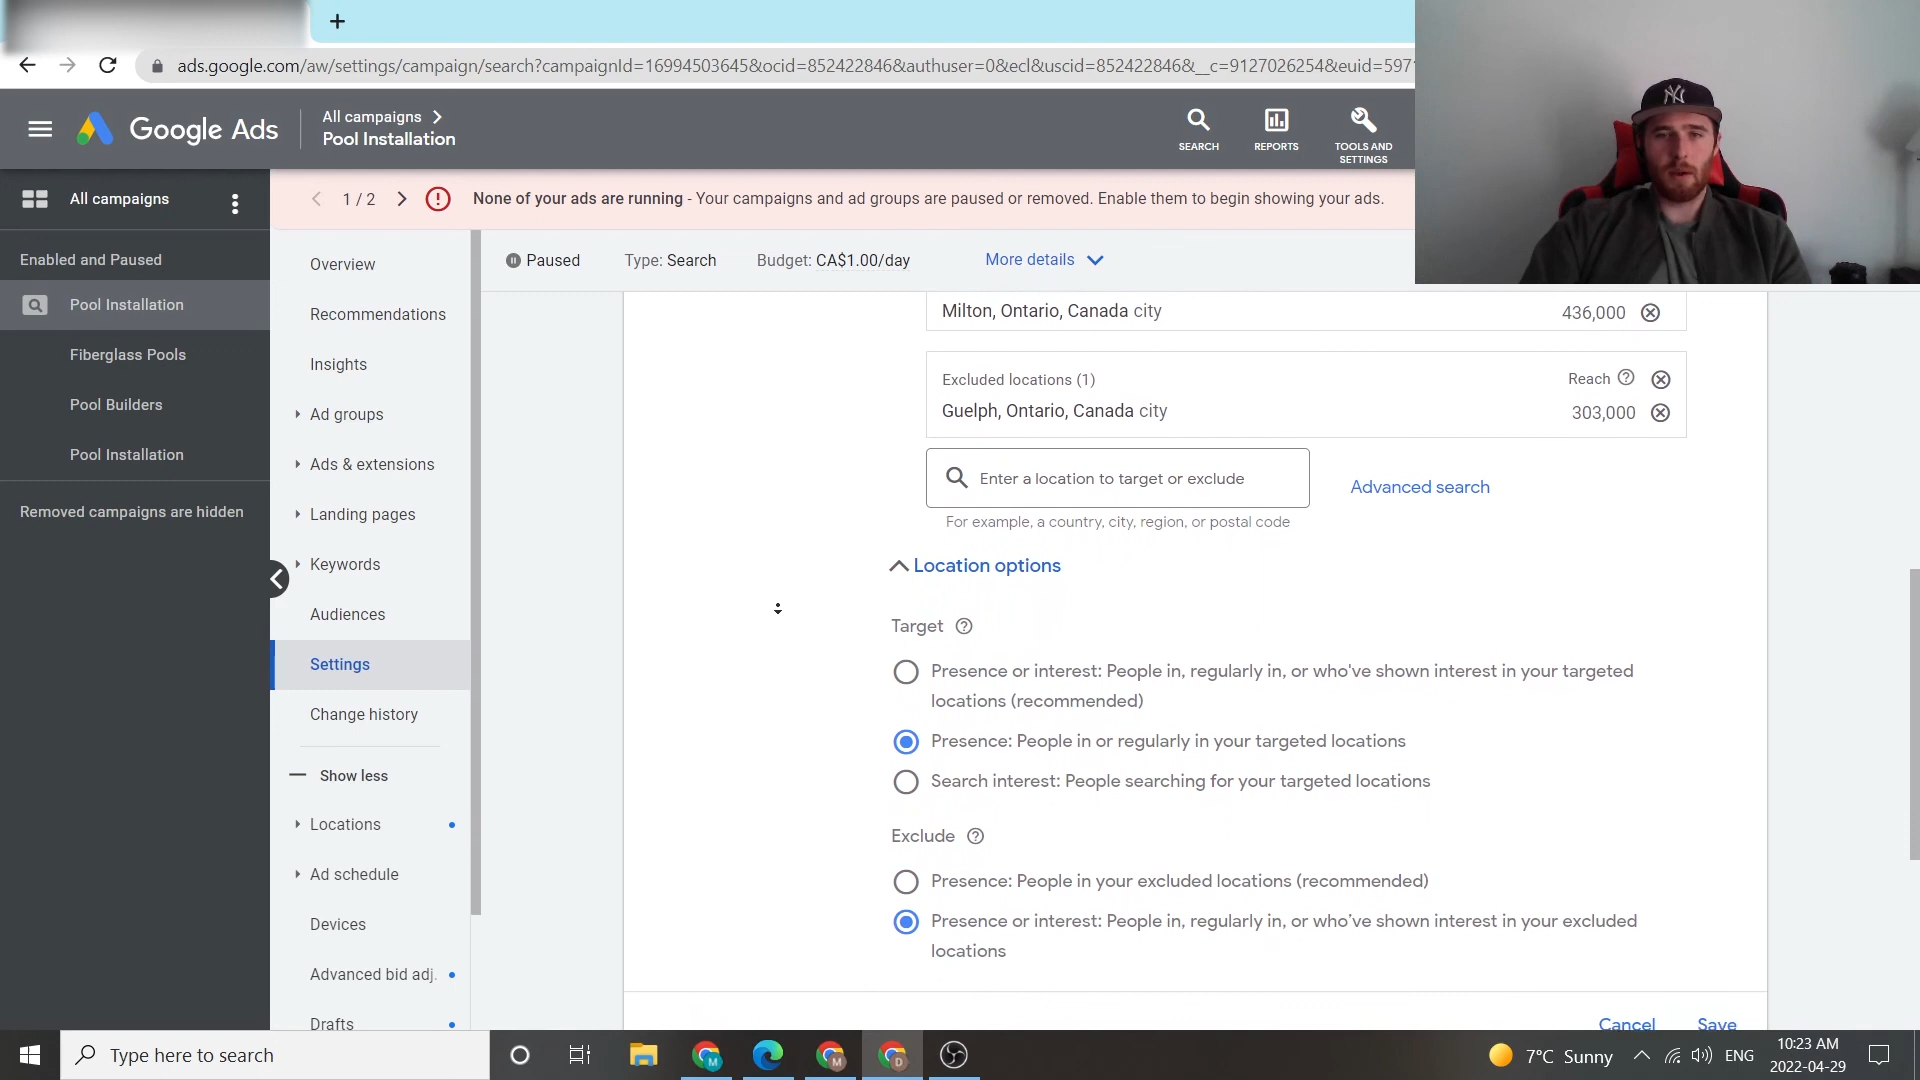 ads.google.com/aw/settings/campaign/search?campaignId=16994503645&ocid=852422846&authuser=0&ecl&uscid=852422846&__c=9127026254&euid=597
Google Ads
All campaigns
Pool Installation
SEARCH
REPORTS
TOOLS AND
SETTINGS
NY
All campaigns
1 / 2
None of your ads are running - Your campaigns and ad groups are paused or removed. Enable them to begin showing your ads.
Enabled and Paused
Pool Installation
Fiberglass Pools
Pool Builders
Pool Installation
Removed campaigns are hidden
Overview
Recommendations
Insights
Ad groups
Ads & extensions
Landing pages
Keywords
Audiences
Settings
Change history
Show less
Locations
Ad schedule
Devices
Advanced bid adj.
Drafts
Paused
Type: Search
Budget: CA$1.00/day
More details
Milton, Ontario, Canada city
436,000
Excluded locations (1)
Reach
Guelph, Ontario, Canada city
303,000
Enter a location to target or exclude
Advanced search
For example, a country, city, region, or postal code
Location options
Target
Presence or interest: People in, regularly in, or who've shown interest in your targeted
locations (recommended)
Presence: People in or regularly in your targeted locations
Search interest: People searching for your targeted locations
Exclude
Presence: People in your excluded locations (recommended)
Presence or interest: People in, regularly in, or who've shown interest in your excluded
locations
Cancel
Save
Type here to search
M
M
D
7°C Sunny
ENG
10:23 AM
2022-04-29